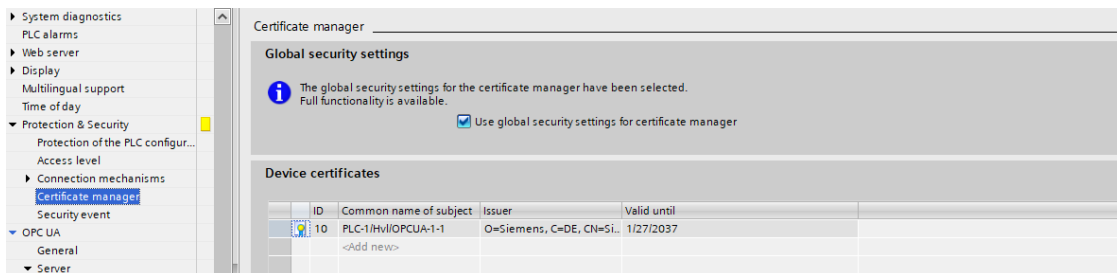 System diagnostics
PLC alarms
Web server
Display
Multilingual support
Time of day
Protection & Security
Protection of the PLC configur...
Access level
Connection mechanisms
Certificate manager
Security event
OPC UA
General
Server
Certificate manager
Global security settings
The global security settings for the certificate manager have been selected.
Full functionality is available.
Use global security settings for certificate manager
Device certificates
ID Common name of subject Issuer Valid until
10 PLC-1/Hvl/OPCUA-1-1 O=Siemens, C=DE, CN=Si... 1/27/2037
<Add new>